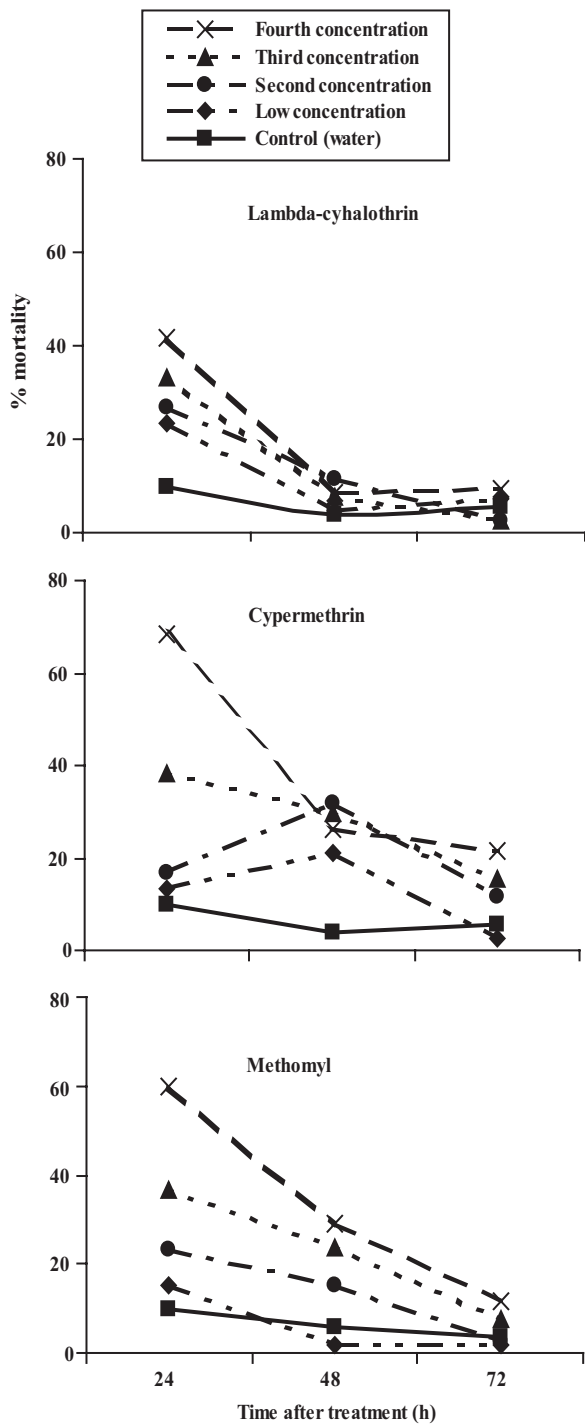 Fourth concentration
Third concentration
Second concentration
Low concentration
Control (water)
80
60
40
20
0
Lambda-cyhalothrin
% mortality
80
60
40
20
0
Cypermethrin
80
60
40
20
0
Methomyl
24 48 72
Time after treatment (h)